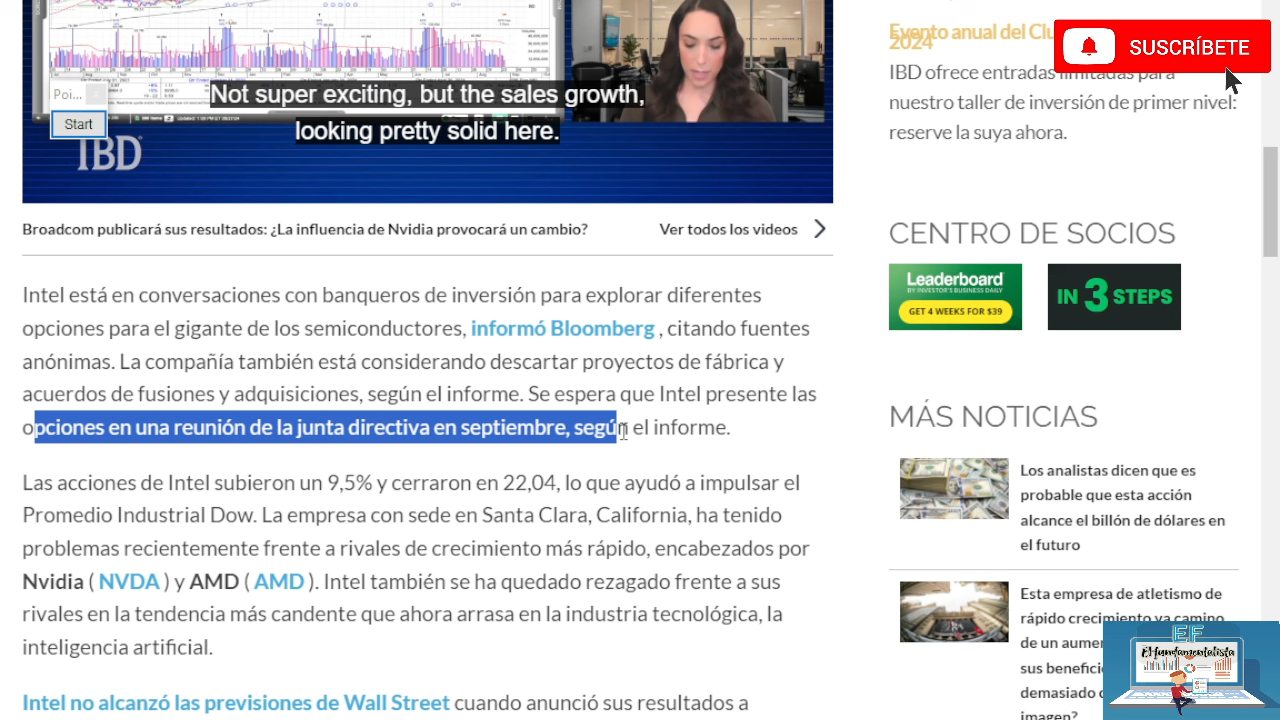 Poi...
Start
Not super exciting, but the sales growth,
looking pretty solid here.
IBD
Broadcom publicará sus resultados: ¿La influencia de Nvidia provocará un cambio?
Ver todos los videos
Intel está en conversaciones con banqueros de inversión para explorar diferentes
opciones para el gigante de los semiconductores, informó Bloomberg , citando fuentes
anónimas. La compañía también está considerando descartar proyectos de fábrica y
acuerdos de fusiones y adquisiciones, según el informe. Se espera que Intel presente las
opciones en una reunión de la junta directiva en septiembre, según el informe.
Las acciones de Intel subieron un 9,5% y cerraron en 22,04, lo que ayudó a impulsar el
Promedio Industrial Dow. La empresa con sede en Santa Clara, California, ha tenido
problemas recientemente frente a rivales de crecimiento más rápido, encabezados por
Nvidia ( NVDA ) y AMD ( AMD ). Intel también se ha quedado rezagado frente a sus
rivales en la tendencia más candente que ahora arrasa en la industria tecnológica, la
inteligencia artificial.
Intel no alcanzó las previsiones de Wall Street cuando anunció sus resultados a
Evento anual del Clu
2024
SUSCRÍBETE
IBD ofrece entradas limitadas para
nuestro taller de inversión de primer nivel:
reserve la suya ahora.
CENTRO DE SOCIOS
Leaderboard
BY INVESTOR'S BUSINESS DAILY
GET 4 WEEKS FOR $39
IN 3 STEPS
MÁS NOTICIAS
Los analistas dicen que es
probable que esta acción
alcance el billón de dólares en
el futuro
Esta empresa de atletismo de
rápido crecimiento va camino
de un aumen
sus beneficio
demasiado
imagen?
EF
El Fundamentalista